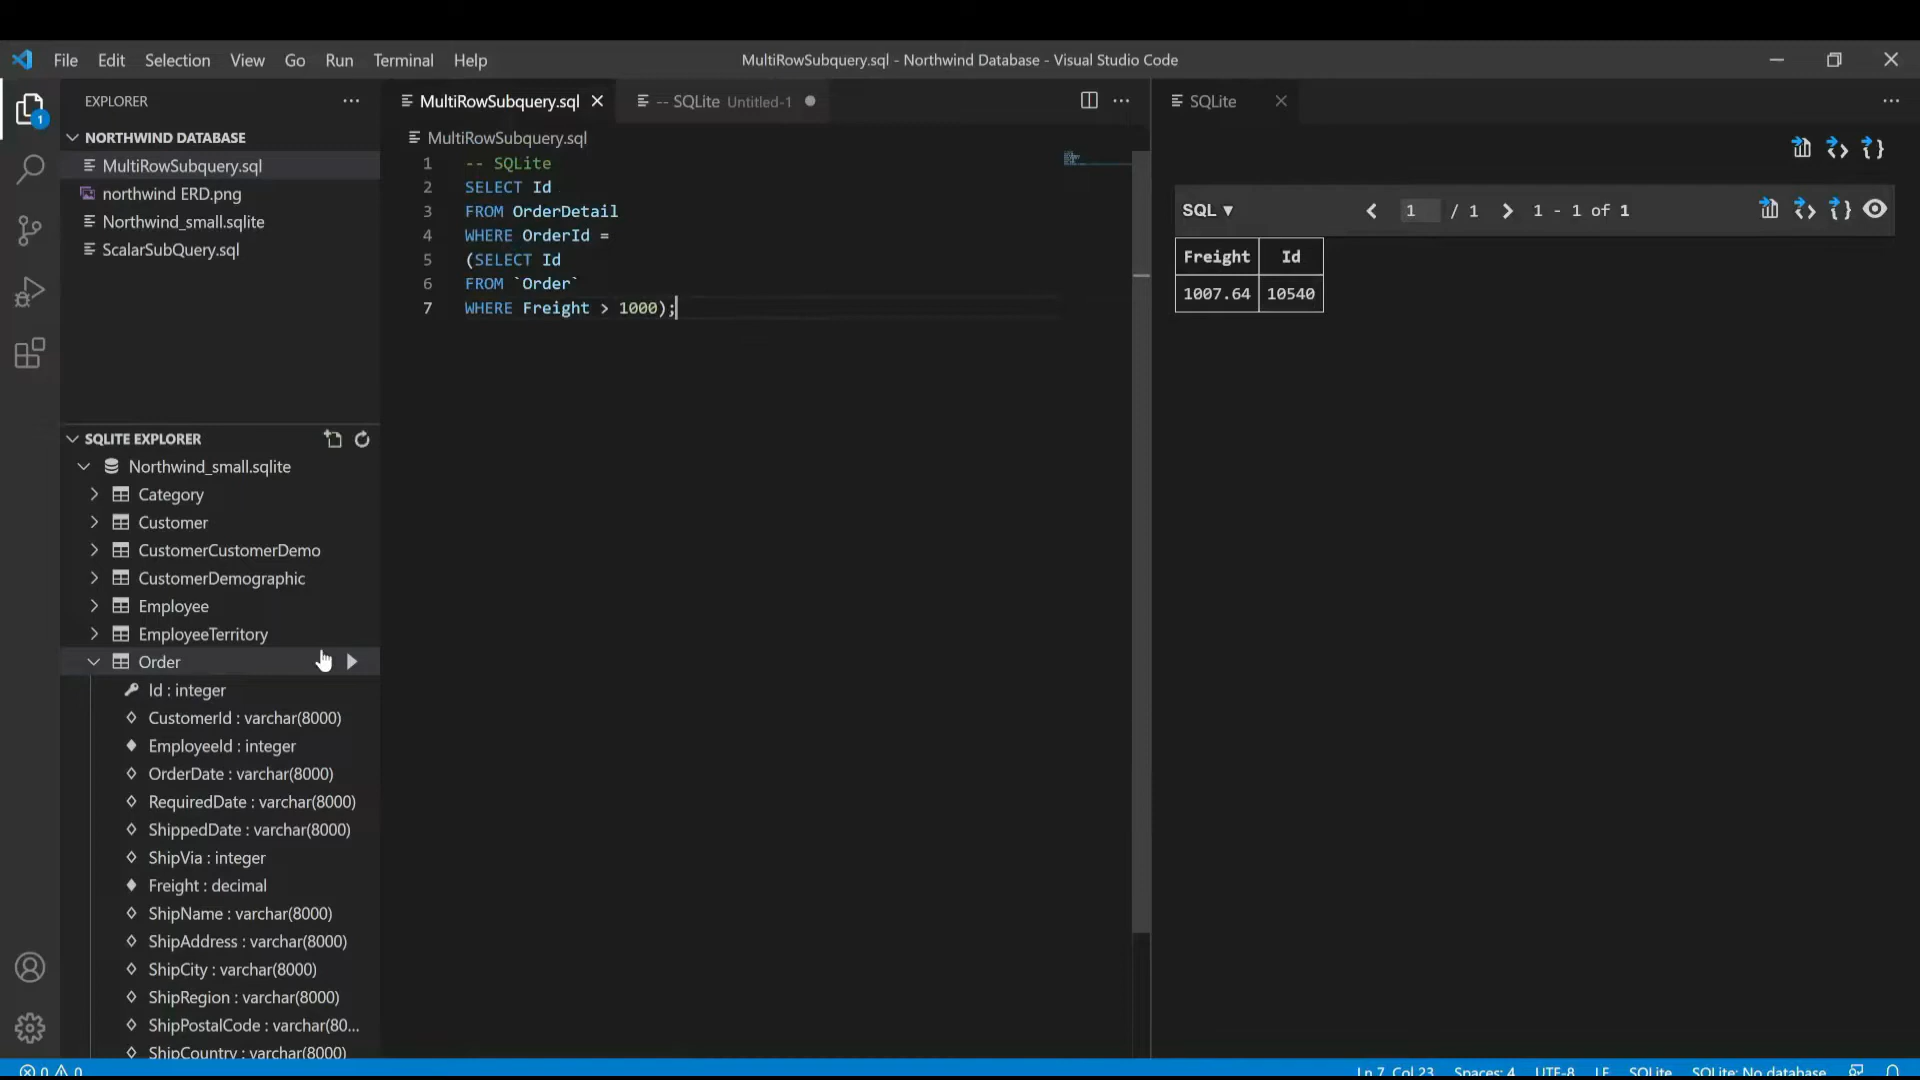 File Edit Selection View Go Run Terminal Help
MultiRowSubquery.sql - Northwind Database - Visual Studio Code
EXPLORER
1
NORTHWIND DATABASE
MultiRowSubquery.sql
northwind ERD.png
Northwind_small.sqlite
ScalarSubQuery.sql
SQLITE EXPLORER
Northwind_small.sqlite
Category
Customer
CustomerCustomerDemo
CustomerDemographic
Employee
EmployeeTerritory
Order
Id : integer
CustomerId : varchar(8000)
EmployeeId : integer
OrderDate : varchar(8000)
RequiredDate : varchar(8000)
ShippedDate : varchar(8000)
ShipVia : integer
Freight : decimal
ShipName : varchar(8000)
ShipAddress : varchar(8000)
ShipCity : varchar(8000)
ShipRegion : varchar(8000)
ShipPostalCode : varchar(80...
ShipCountry : varchar(8000)
MultiRowSubquery.sql
-- SQLite Untitled-1
MultiRowSubquery.sql
1 -- SQLite
2 SELECT Id
3 FROM OrderDetail
4 WHERE OrderId =
5 (SELECT Id
6 FROM `Order`
7 WHERE Freight > 1000);
SQLite
SQL ▼ < 1 / 1 > 1 - 1 of 1
Freight Id
1007.64 10540
0 0
Ln 7, Col 23 Spaces: 4 UTF-8 LF SQLite SQLite: No database